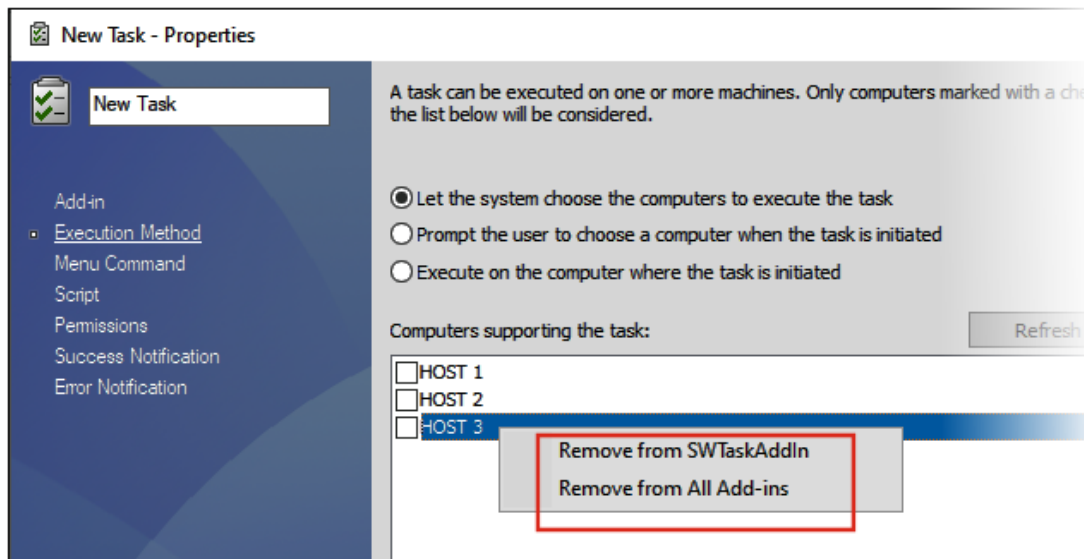 New Task - Properties
New Task
Add-in
Execution Method
Menu Command
Script
Permissions
Success Notification
Error Notification
A task can be executed on one or more machines. Only computers marked with a
the list below will be considered.
Let the system choose the computers to execute the task
Prompt the user to choose a computer when the task is initiated
Execute on the computer where the task is initiated
Computers supporting the task:
Refresh
HOST 1
HOST 2
HOST 3
Remove from SWTaskAddIn
Remove from All Add-ins